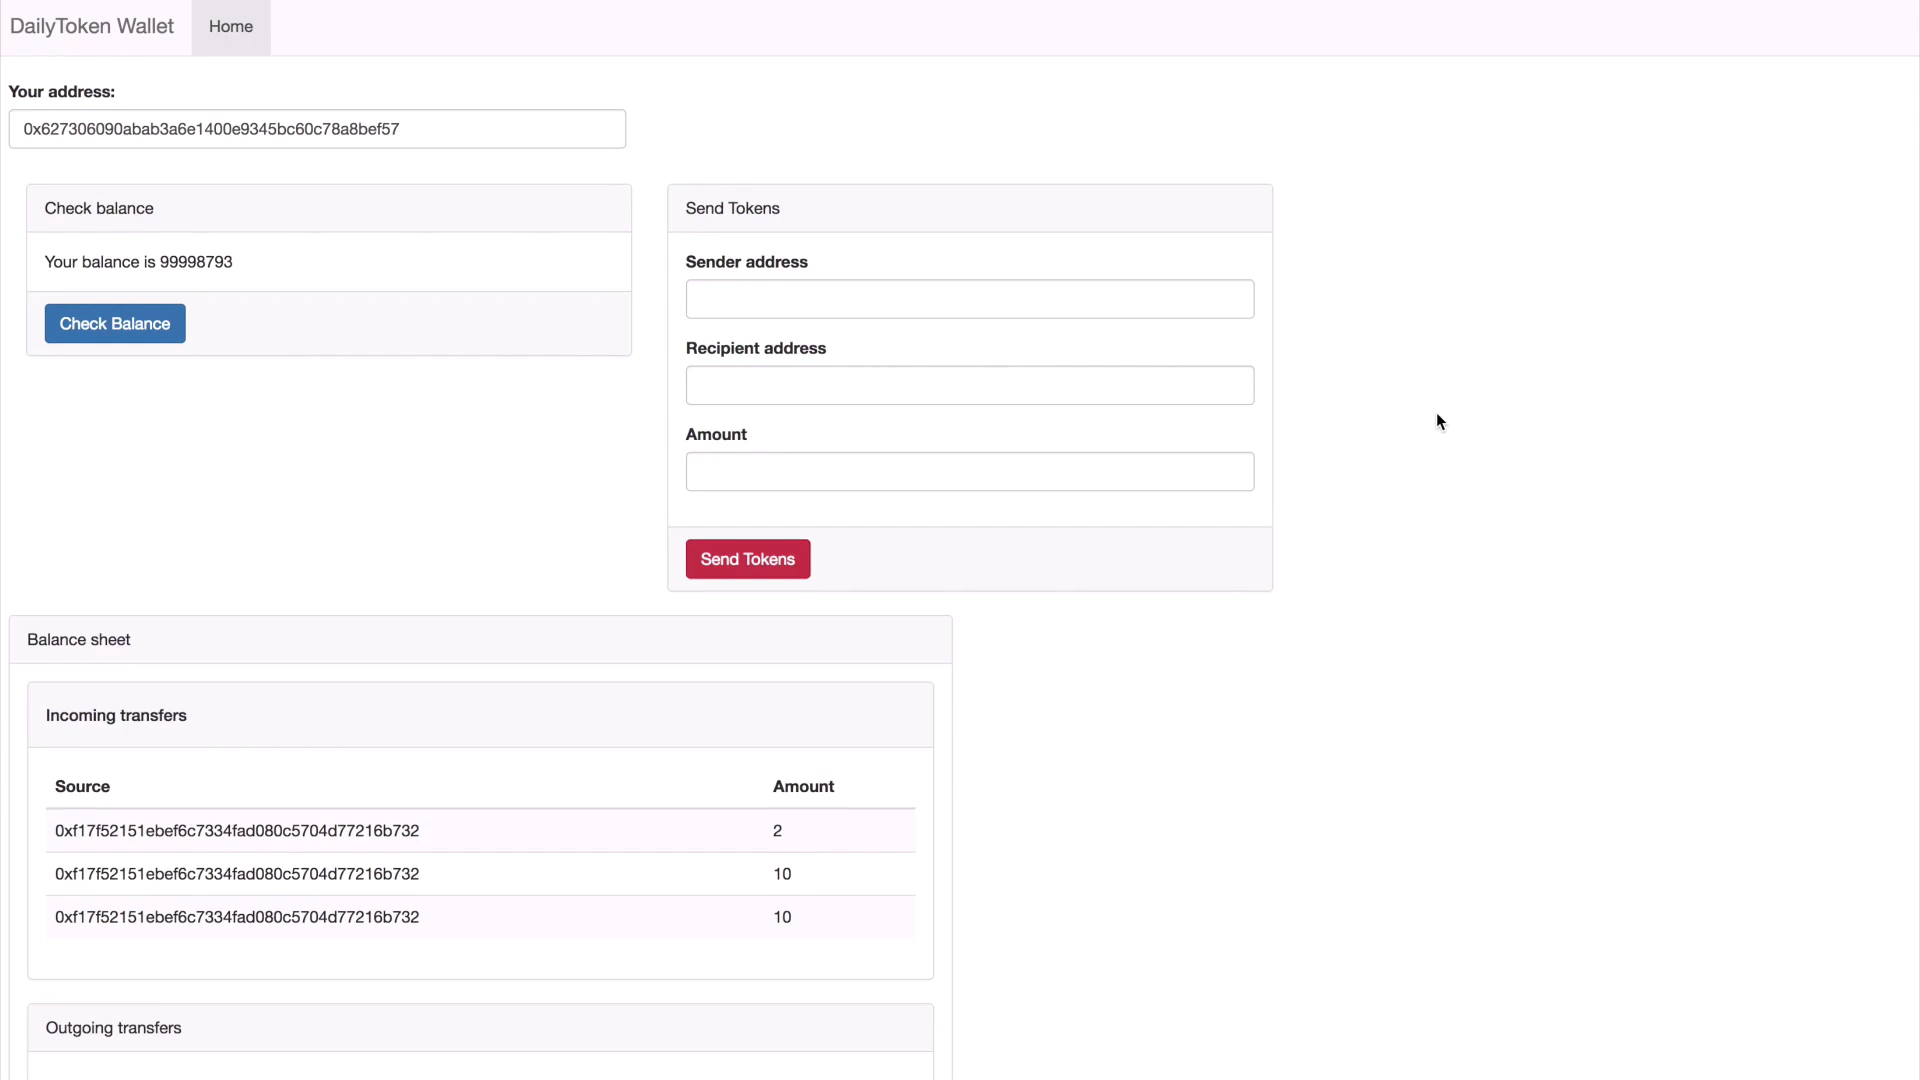 DailyToken Wallet
Home
Your address:
0x627306090abab3a6e1400e9345bc60c78a8bef57
Check balance
Your balance is 99998793
Check Balance
Send Tokens
Sender address
Recipient address
Amount
Send Tokens
Balance sheet
Incoming transfers
Source Amount
0xf17f52151ebef6c7334fad080c5704d77216b732 2
0xf17f52151ebef6c7334fad080c5704d77216b732 10
0xf17f52151ebef6c7334fad080c5704d77216b732 10
Outgoing transfers